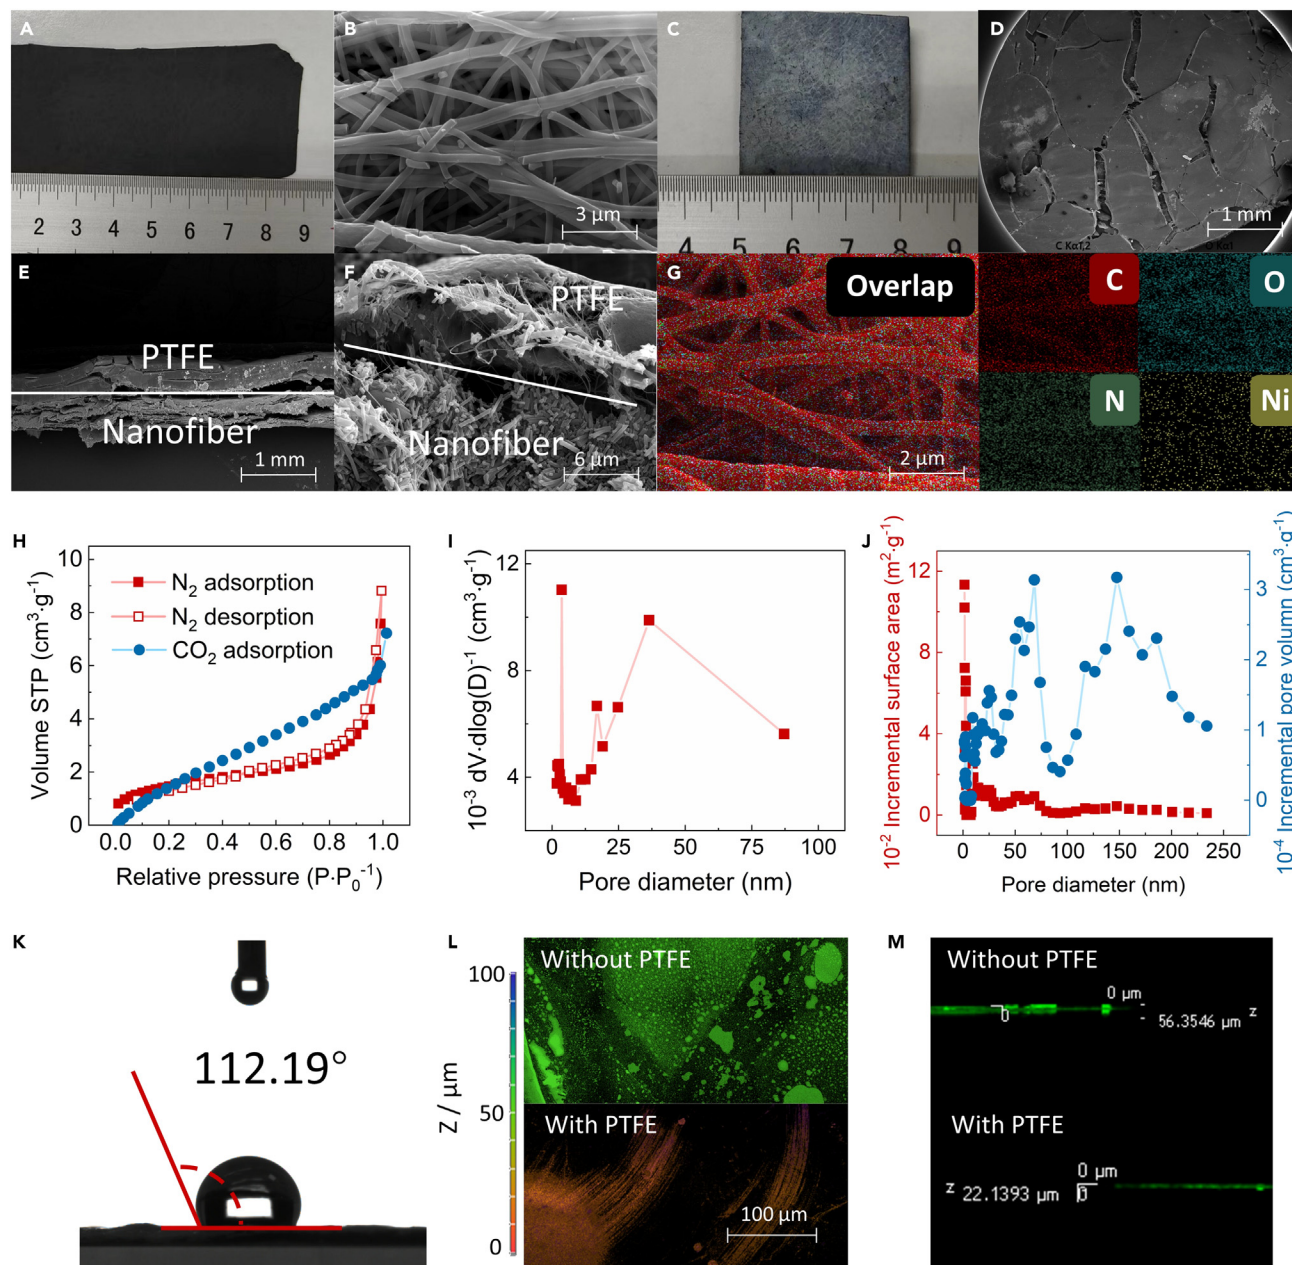 A
2 3 4 5 6 7 8 9
B
3 μm
C
4 5 6 7 8 9
D
1 mm
C Kα1,2
O Kα1
E
PTFE
Nanofiber
1 mm
F
PTFE
Nanofiber
6 μm
G
Overlap
2 μm
C
O
N
Ni
H
Volume STP (cm³·g⁻¹)
10
8
6
4
2
0
N₂ adsorption
N₂ desorption
CO₂ adsorption
0.0 0.2 0.4 0.6 0.8 1.0
Relative pressure (P·P₀⁻¹)
I
10⁻³ dV·dlog(D)⁻¹ (cm³·g⁻¹)
12
8
4
0 25 50 75 100
Pore diameter (nm)
J
10⁻² Incremental surface area (m²·g⁻¹)
12
8
4
0
10⁻⁴ Incremental pore volumn (cm³·g⁻¹)
3
2
1
0
0 50 100 150 200 250
Pore diameter (nm)
K
112.19°
L
Z / μm
100
50
0
Without PTFE
With PTFE
100 μm
M
Without PTFE
0 μm
0
56.3546 μm z
With PTFE
0 μm
z 22.1393 μm 0